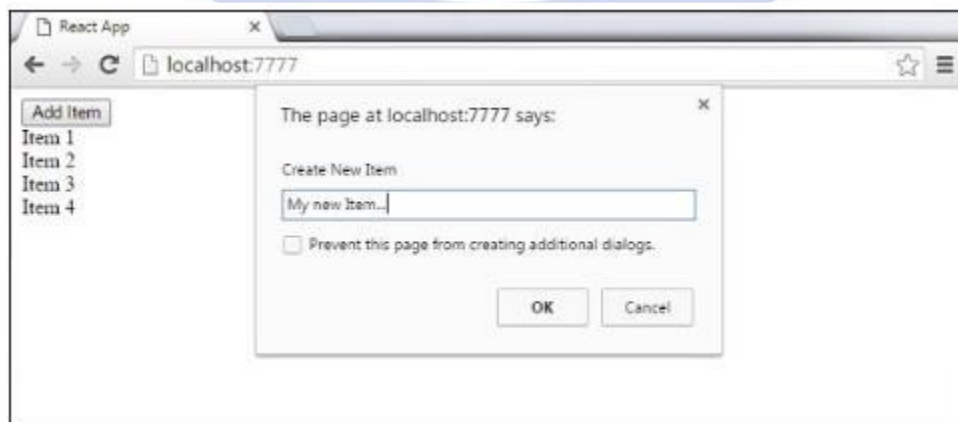 React App
localhost:7777
Add Item
Item 1
Item 2
Item 3
Item 4
The page at localhost:7777 says:
Create New Item
My new Item...
Prevent this page from creating additional dialogs.
OK
Cancel